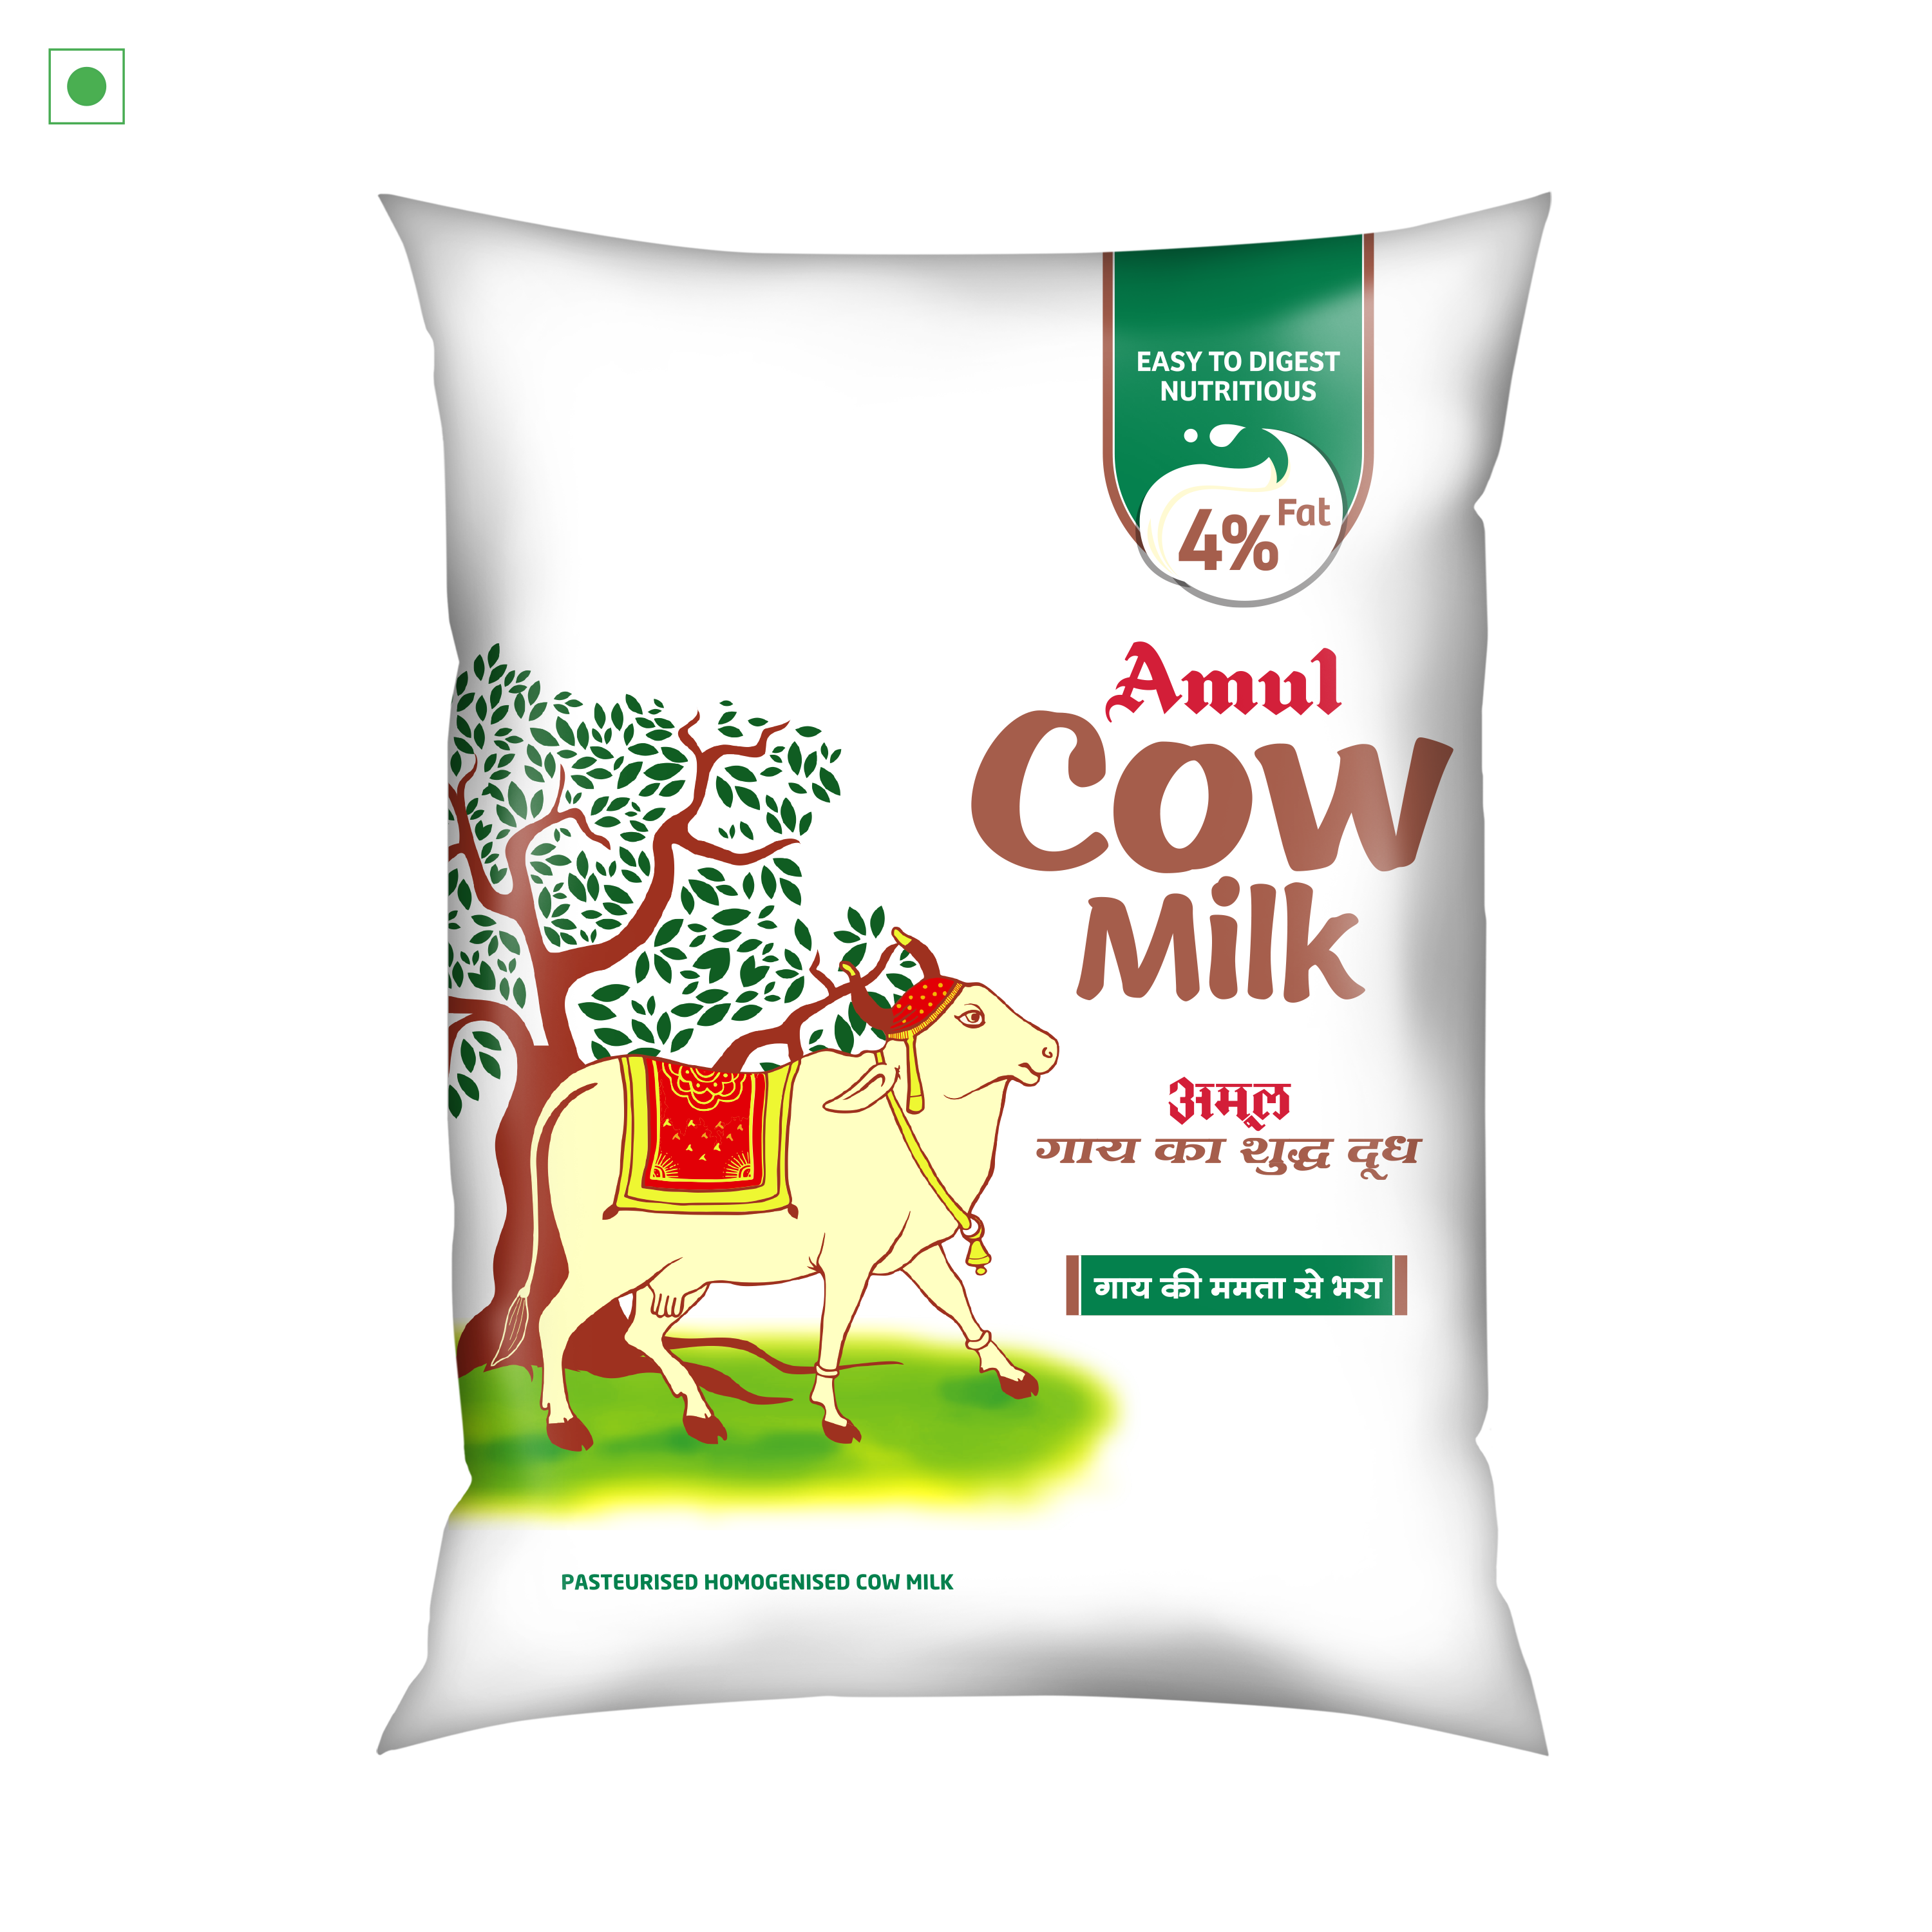 EASY TO DIGEST
NUTRITIOUS
4% Fat
Amul
Cow
Milk
अमूल
गाय का शुद्ध दूध
गाय की ममता से भरा
PASTEURISED HOMOGENISED COW MILK